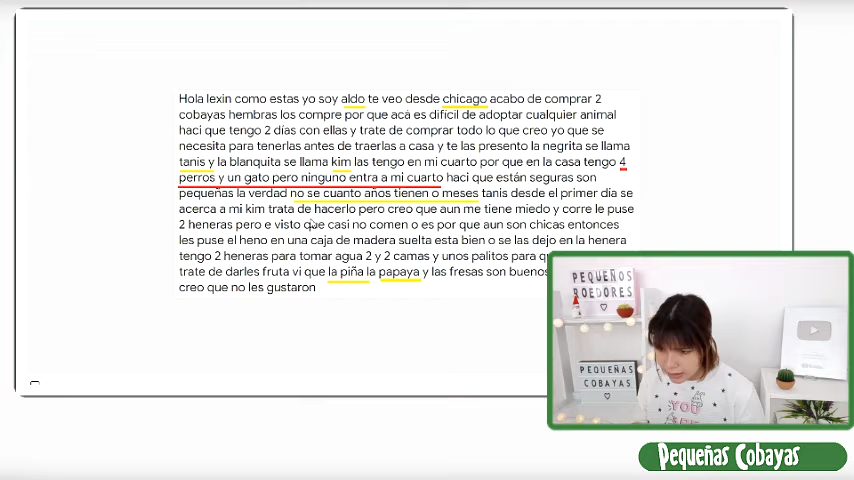 Hola lexin como estas yo soy aldo te veo desde chicago acabo de comprar 2
cobayas hembras los compre por que acá es difícil de adoptar cualquier animal
haci que tengo 2 días con ellas y trate de comprar todo lo que creo yo que se
necesita para tenerlas antes de traerlas a casa y te las presento la negrita se llama
tanis y la blanquita se llama kim las tengo en mi cuarto por que en la casa tengo 4
perros y un gato pero ninguno entra a mi cuarto haci que están seguras son
pequeñas la verdad no se cuanto años tienen o meses tanis desde el primer día se
acerca a mi kim trata de hacerlo pero creo que aun me tiene miedo y corre le puse
2 heneras pero e visto que casi no comen o es por que aun son chicas entonces
les puse el heno en una caja de madera suelta esta bien o se las dejo en la henera
tengo 2 heneras para tomar agua 2 y 2 camas y unos palitos para
trate de darles fruta vi que la piña la papaya y las fresas son buenos
creo que no les gustaron
PEQUEÑOS
ROEDORES
PEQUEÑAS
COBAYAS
YOU
Pequeñas Cobayas